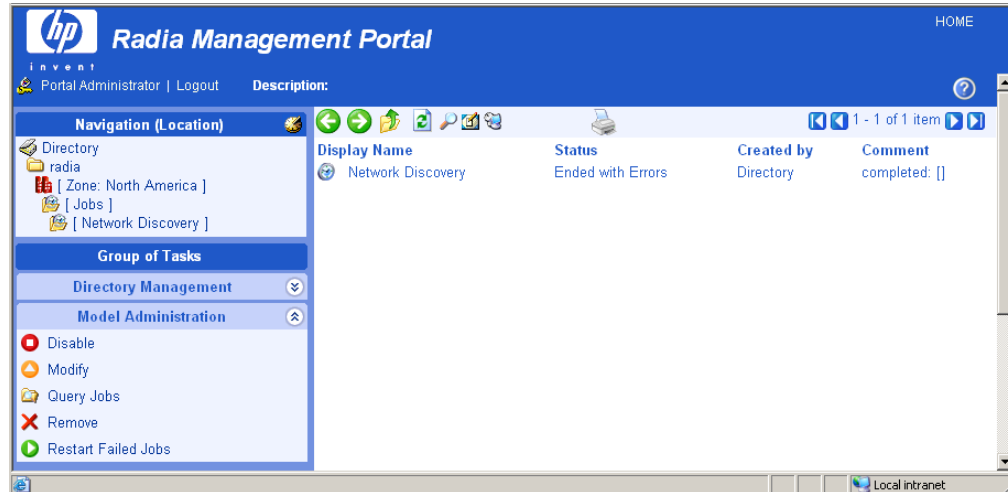 HOME
hp
Radia Management Portal
invent
Portal Administrator | Logout Description:
?
Navigation (Location)
Directory
radia
[ Zone: North America ]
[ Jobs ]
[ Network Discovery ]
Group of Tasks
Directory Management
Model Administration
Disable
Modify
Query Jobs
Remove
Restart Failed Jobs
1 - 1 of 1 item
Display Name Status Created by Comment
Network Discovery Ended with Errors Directory completed: []
Local intranet